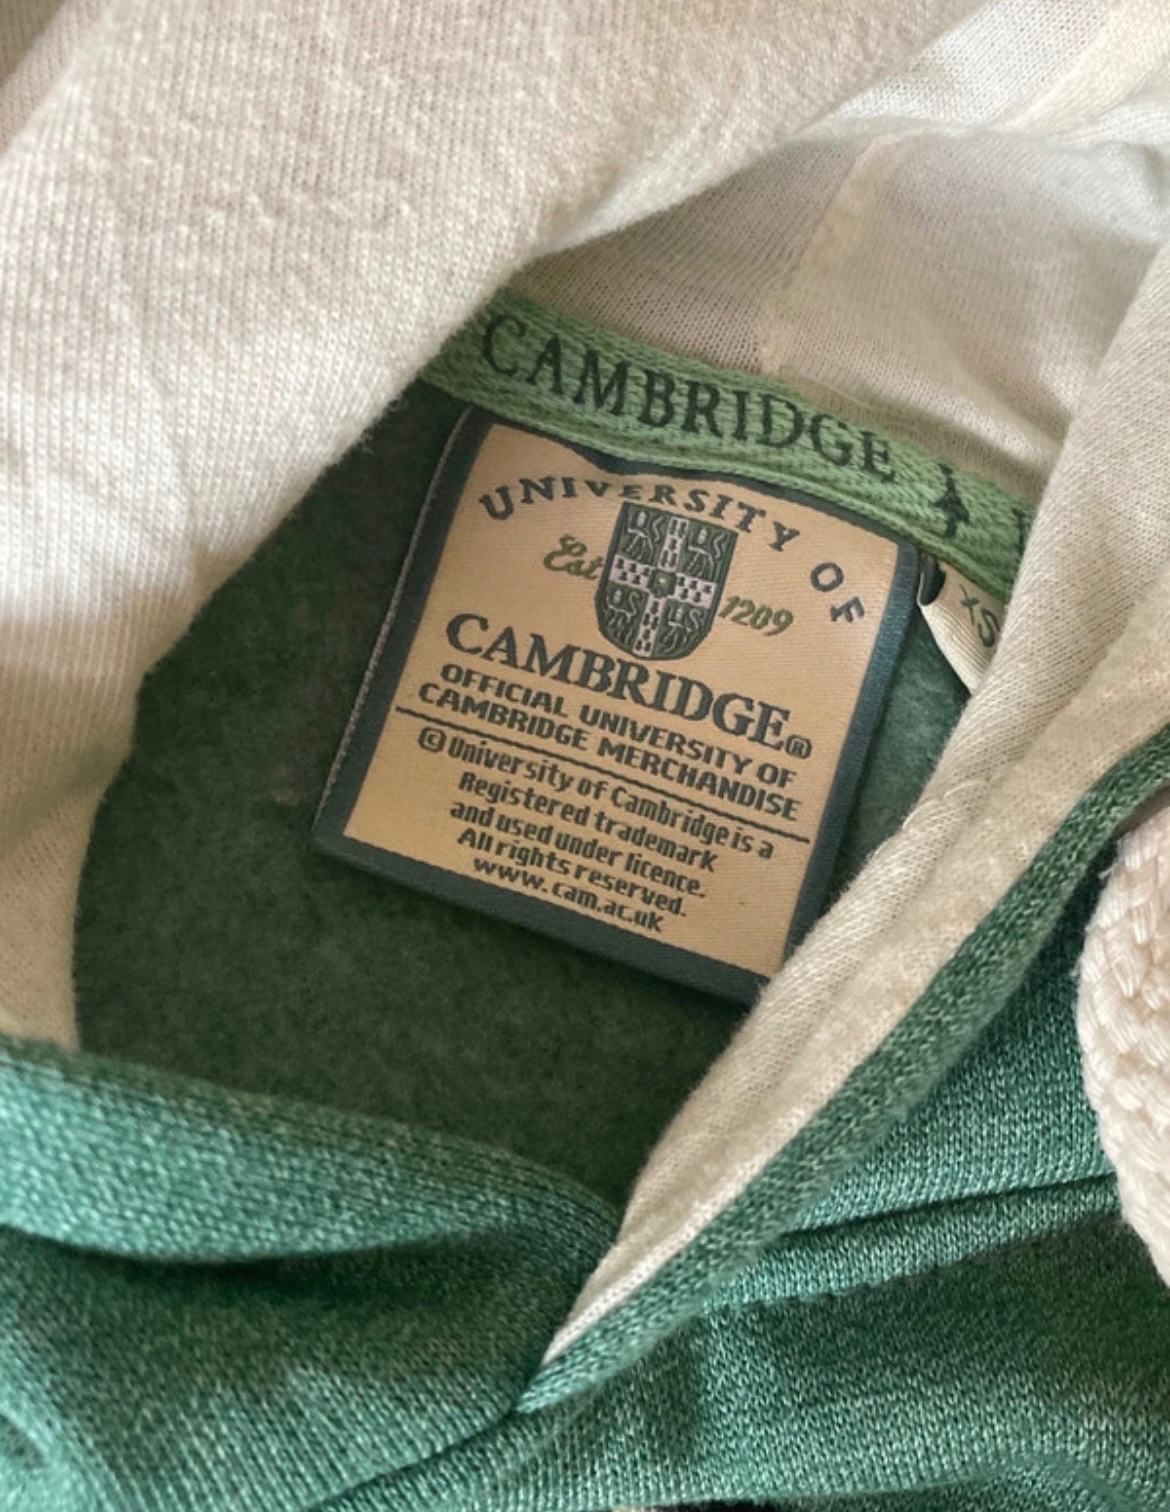 CAMBRIDGE
UNIVERSITY OF
Est 1209
CAMBRIDGE®
OFFICIAL UNIVERSITY OF
CAMBRIDGE MERCHANDISE
©University of Cambridge is a
Registered trademark
and used under licence.
All rights reserved.
www.cam.ac.uk
XS